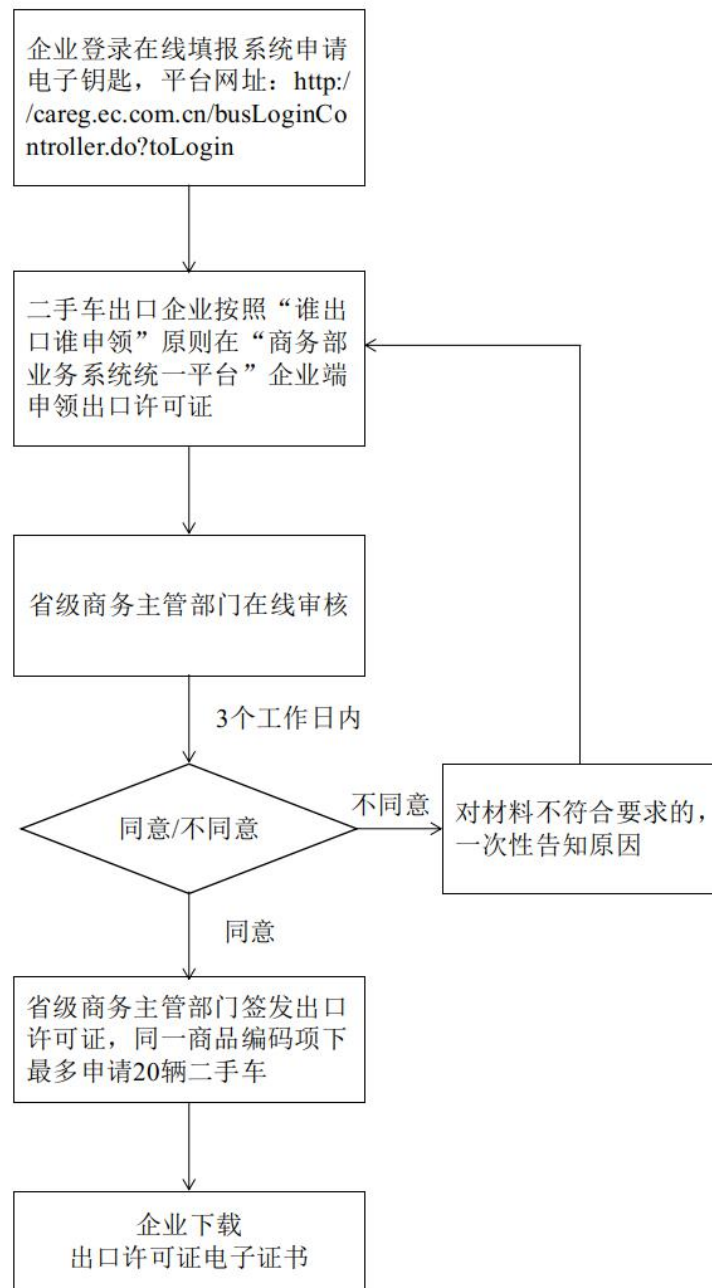 企业登录在线填报系统申请
电子钥匙，平台网址：http:/
/careg.ec.com.cn/busLoginCo
ntroller.do?toLogin
二手车出口企业按照“谁出
口谁申领”原则在“商务部
业务系统统一平台”企业端
申领出口许可证
省级商务主管部门在线审核
3个工作日内
同意/不同意
不同意
对材料不符合要求的，
一次性告知原因
同意
省级商务主管部门签发出口
许可证，同一商品编码项下
最多申请20辆二手车
企业下载
出口许可证电子证书